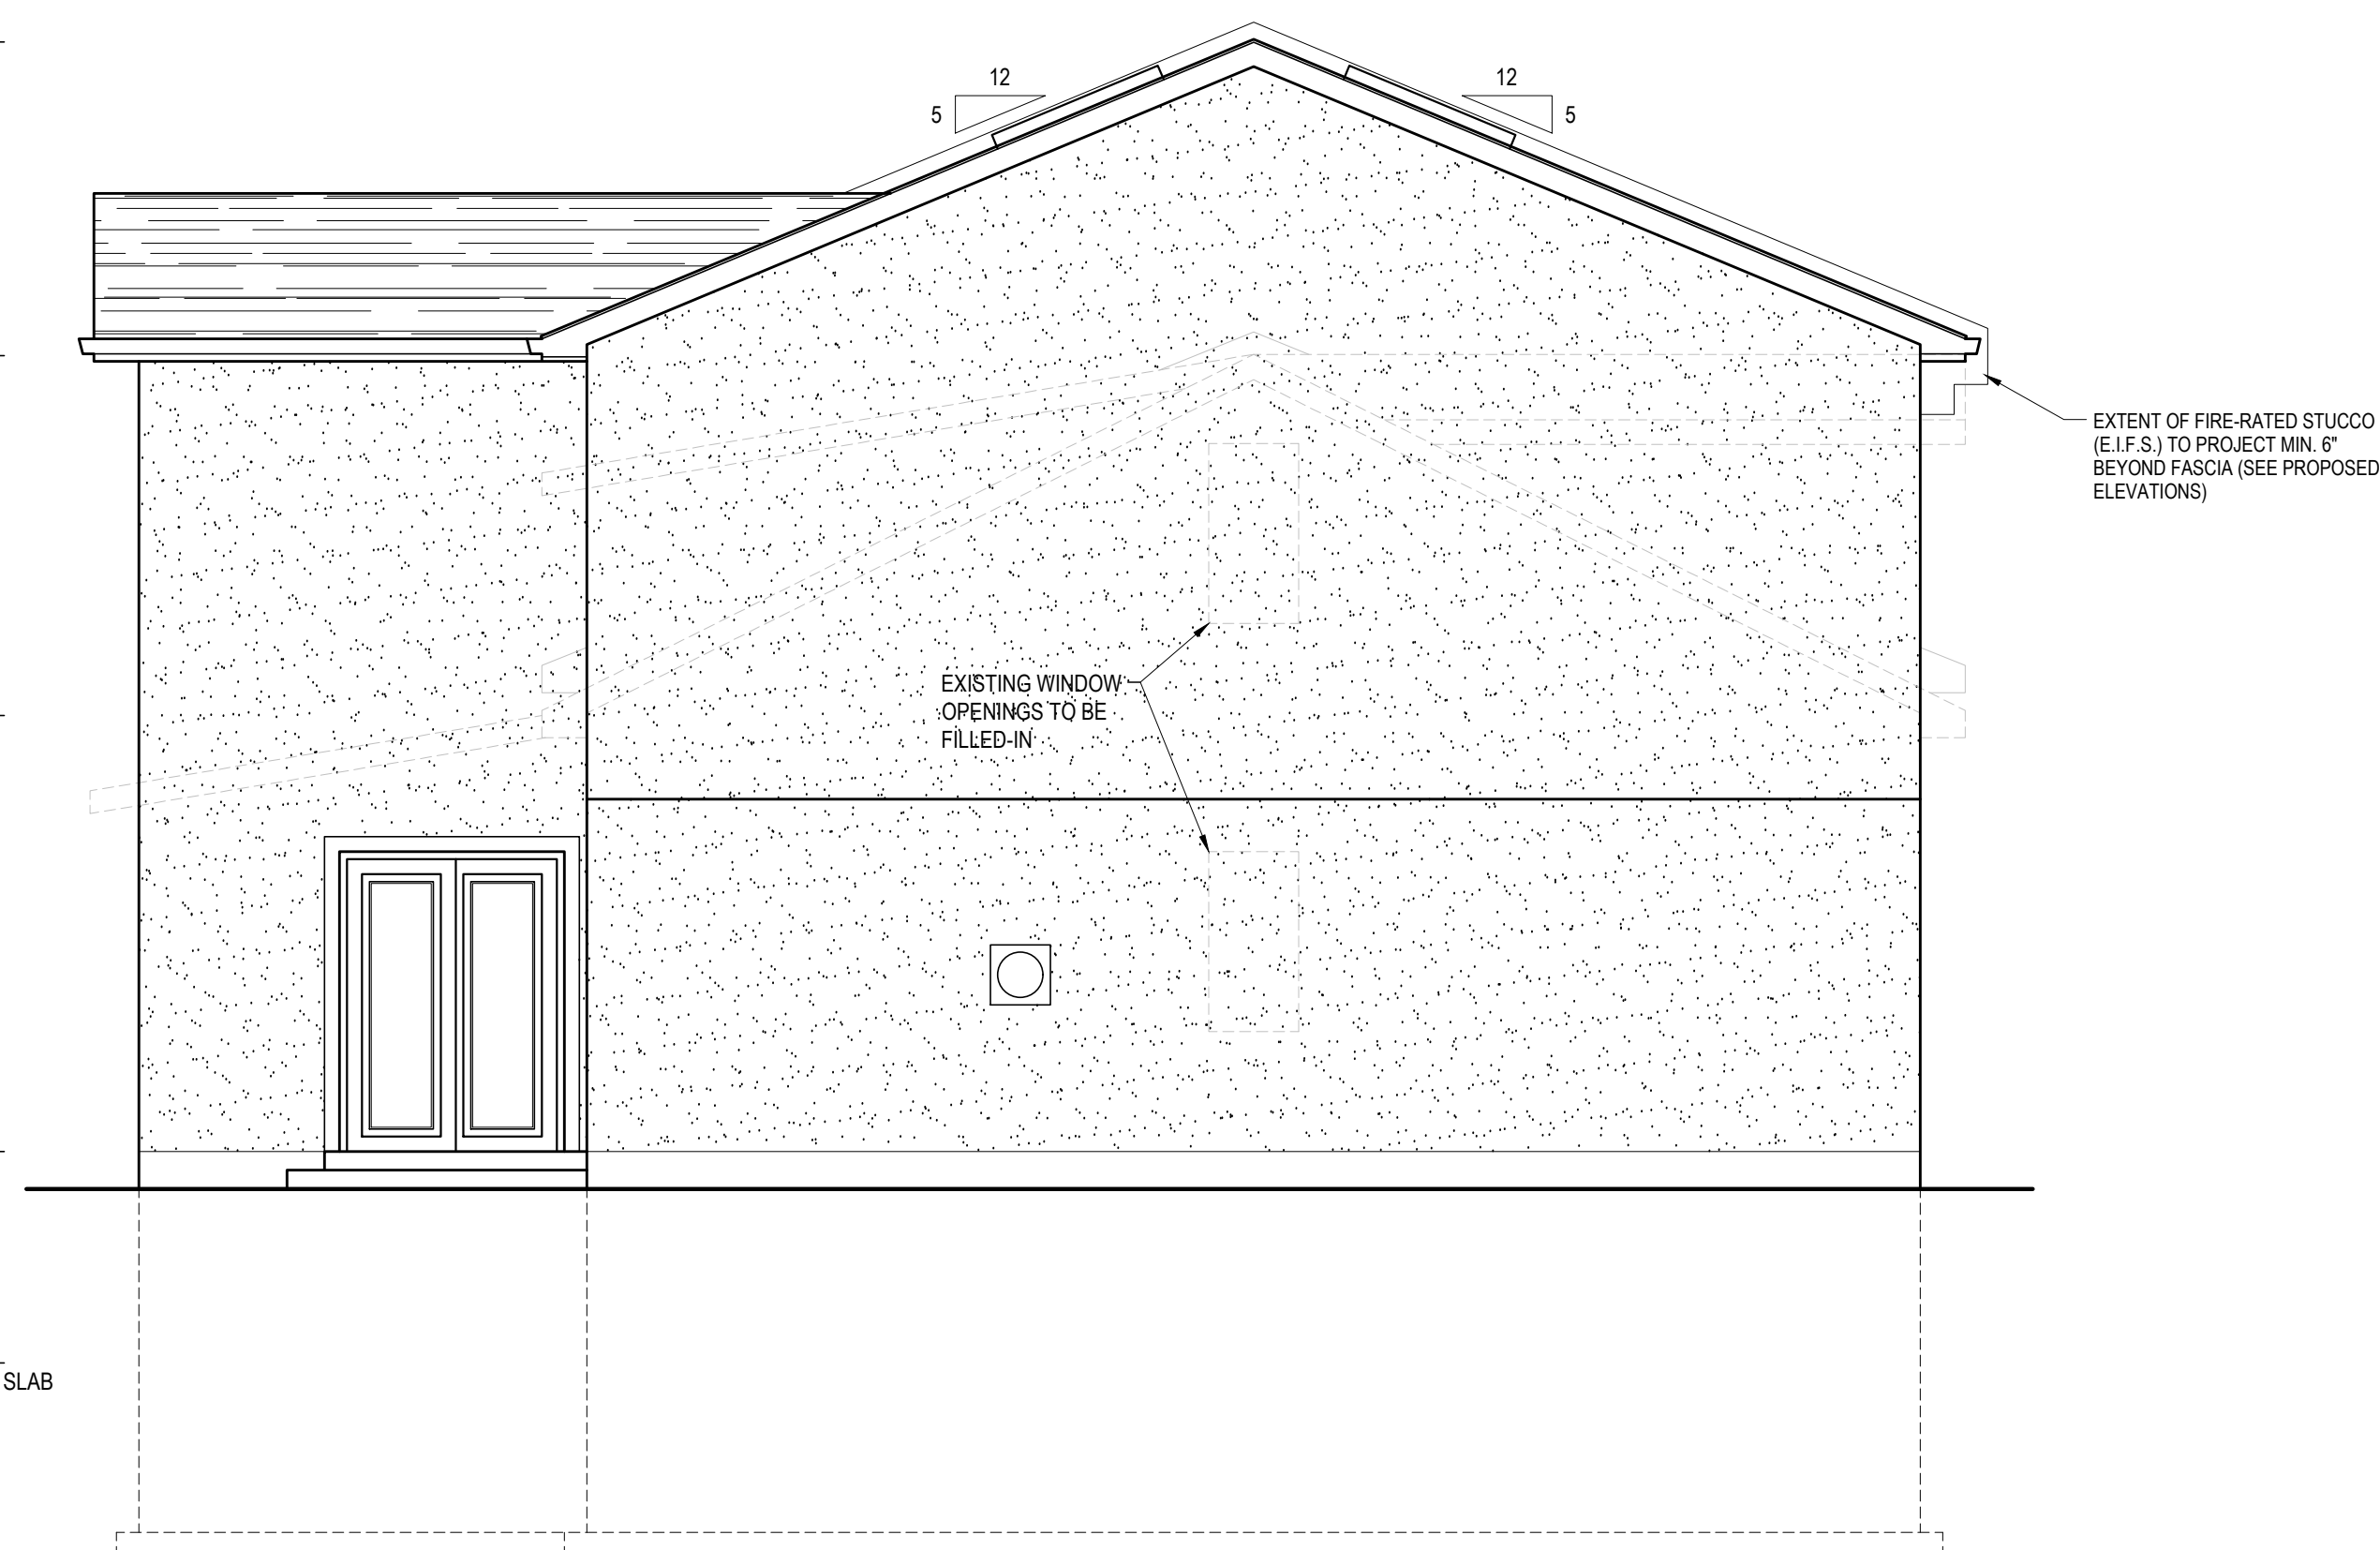 12
5
12
5
EXTENT OF FIRE-RATED STUCCO
(E.I.F.S.) TO PROJECT MIN. 6"
BEYOND FASCIA (SEE PROPOSED
ELEVATIONS)
EXISTING WINDOW
OPENINGS TO BE
FILLED-IN
SLAB